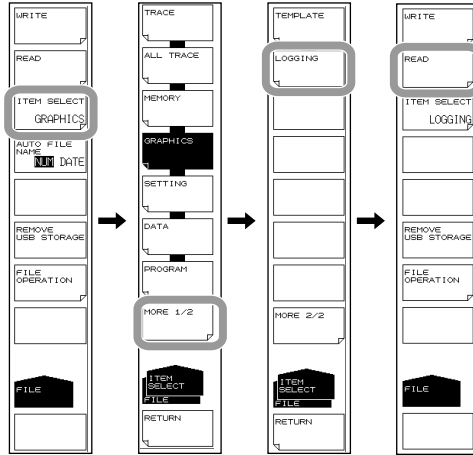 WRITE
READ
ITEM SELECT
GRAPHICS
AUTO FILE
NAME
NUM DATE
REMOVE
USB STORAGE
FILE
OPERATION
FILE
TRACE
ALL TRACE
MEMORY
GRAPHICS
SETTING
DATA
PROGRAM
MORE 1/2
ITEM
SELECT
FILE
RETURN
TEMPLATE
LOGGING
MORE 2/2
ITEM
SELECT
FILE
RETURN
WRITE
READ
ITEM SELECT
LOGGING
REMOVE
USB STORAGE
FILE
OPERATION
FILE